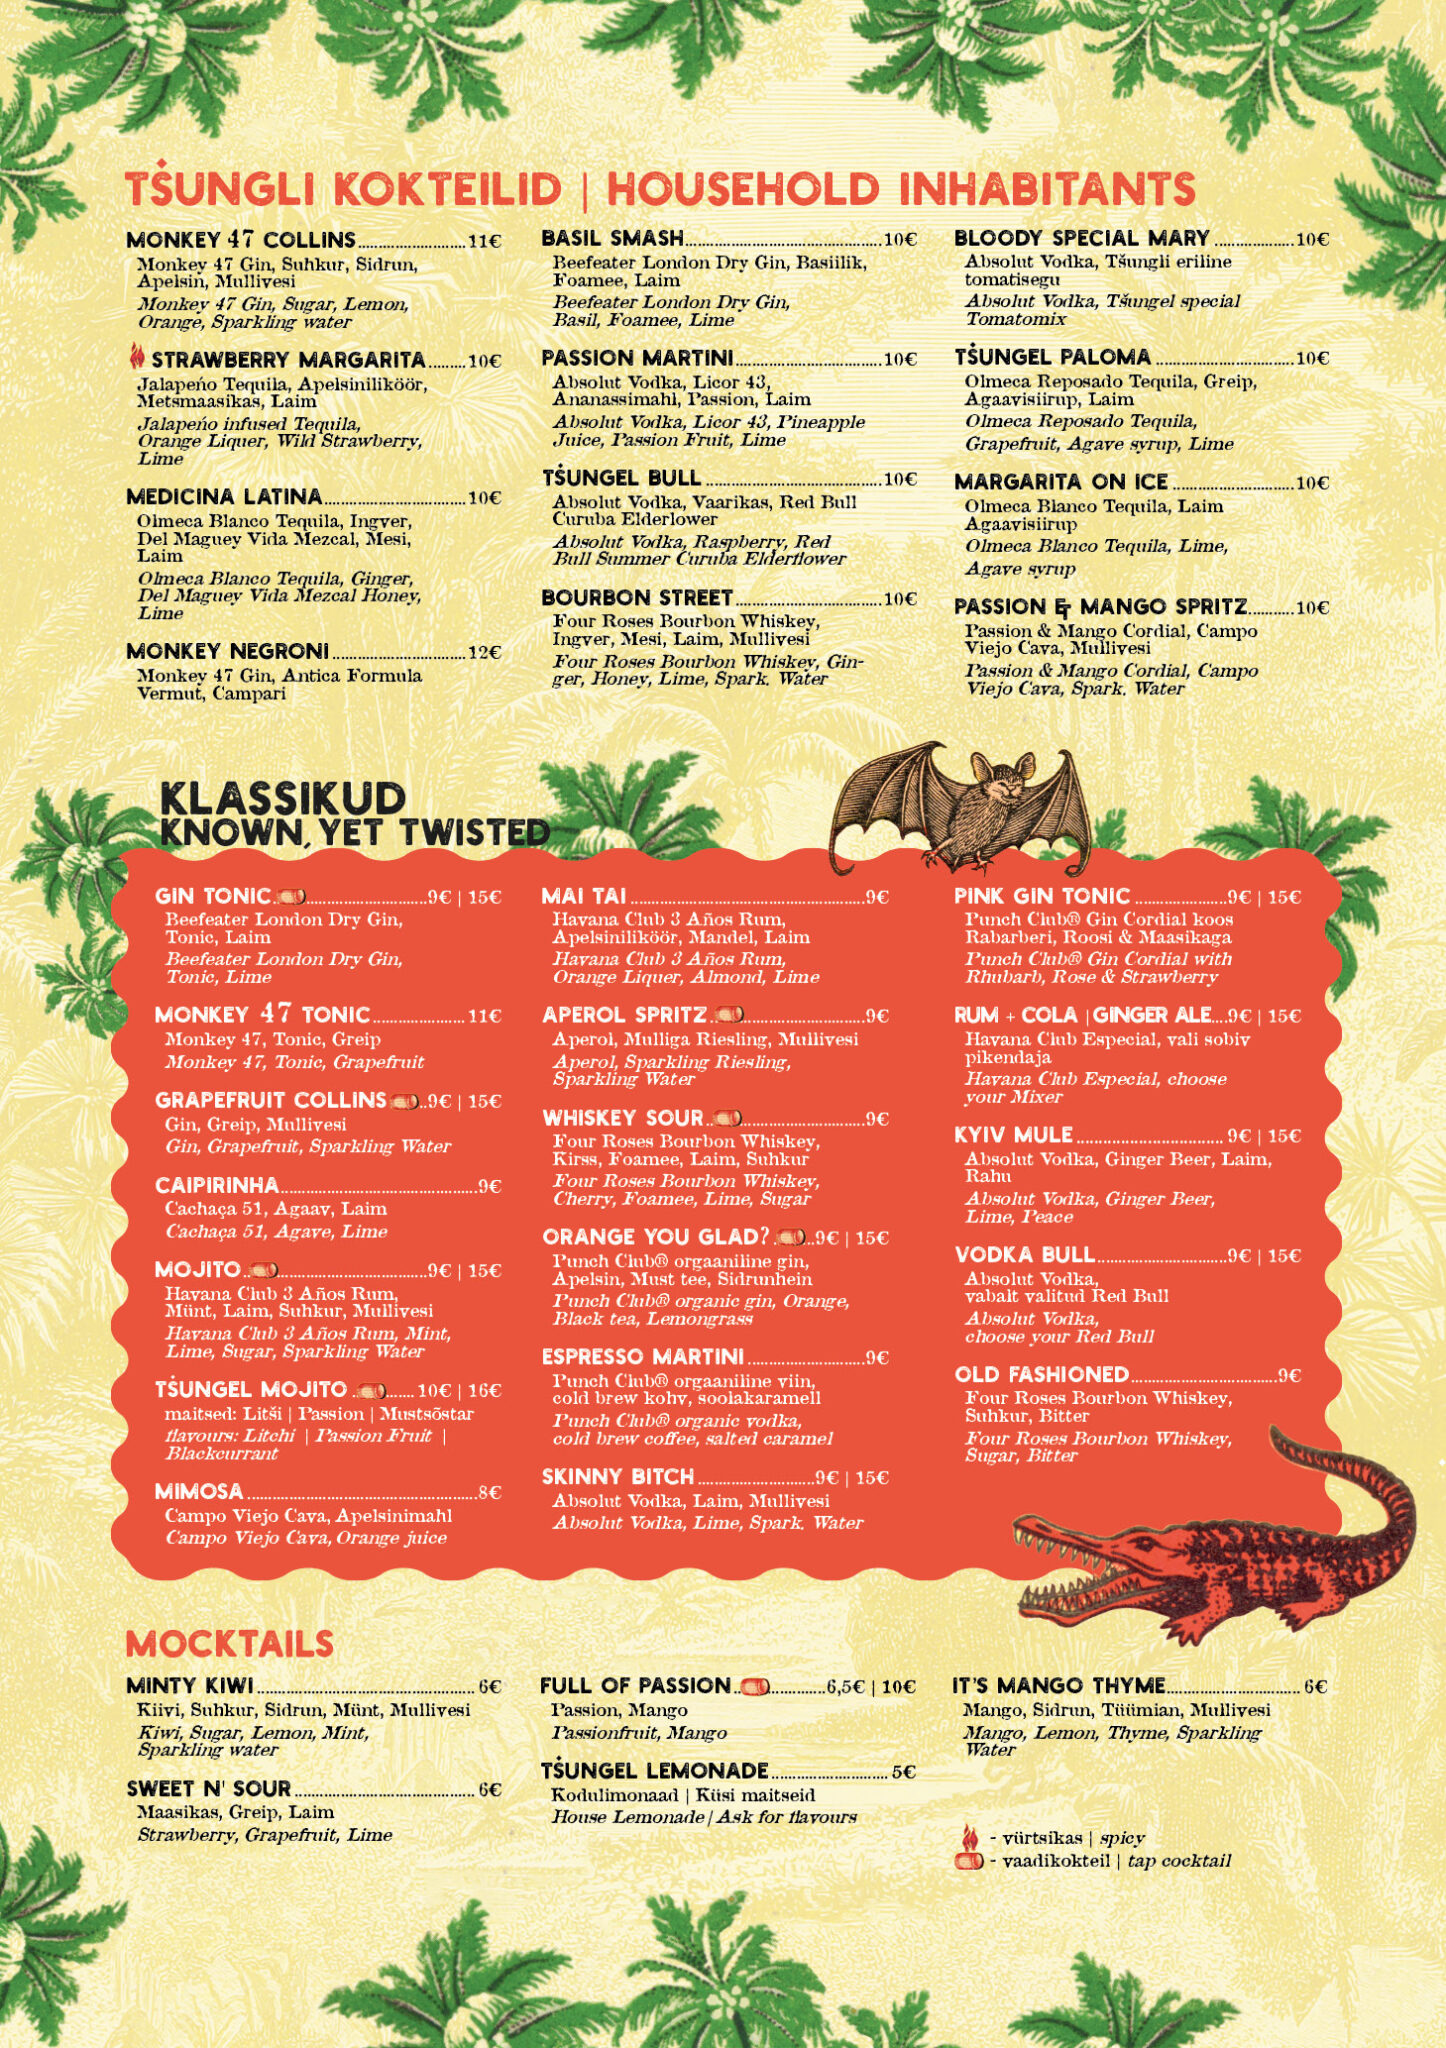 TŠUNGLI KOKTEILID | HOUSEHOLD INHABITANTS
MONKEY 47 COLLINS 11€
Monkey 47 Gin, Suhkur, Sidrun,
Apelsin, Mullivesi
Monkey 47 Gin, Sugar, Lemon,
Orange, Sparkling water
STRAWBERRY MARGARITA 10€
Jalapeńo Tequila, Apelsiniliköör,
Metsmaasikas, Laim
Jalapeńo infused Tequila,
Orange Liquer, Wild Strawberry,
Lime
MEDICINA LATINA 10€
Olmeca Blanco Tequila, Ingver,
Del Maguey Vida Mezcal, Mesi,
Laim
Olmeca Blanco Tequila, Ginger,
Del Maguey Vida Mezcal Honey,
Lime
MONKEY NEGRONI 12€
Monkey 47 Gin, Antica Formula
Vermut, Campari
BASIL SMASH 10€
Beefeater London Dry Gin, Basiilik,
Foamee, Laim
Beefeater London Dry Gin,
Basil, Foamee, Lime
PASSION MARTINI 10€
Absolut Vodka, Licor 43,
Ananassimahl, Passion, Laim
Absolut Vodka, Licor 43, Pineapple
Juice, Passion Fruit, Lime
TŠUNGEL BULL 10€
Absolut Vodka, Vaarikas, Red Bull
Curuba Elderlower
Absolut Vodka, Raspberry, Red
Bull Summer Curuba Elderflower
BOURBON STREET 10€
Four Roses Bourbon Whiskey,
Ingver, Mesi, Laim, Mullivesi
Four Roses Bourbon Whiskey, Gin-
ger, Honey, Lime, Spark. Water
BLOODY SPECIAL MARY 10€
Absolut Vodka, Tšungli eriline
tomatisegu
Absolut Vodka, Tšungel special
Tomatomix
TŠUNGEL PALOMA 10€
Olmeca Reposado Tequila, Greip,
Agaavisiirup, Laim
Olmeca Reposado Tequila,
Grapefruit, Agave syrup, Lime
MARGARITA ON ICE 10€
Olmeca Blanco Tequila, Laim
Agaavisiirup
Olmeca Blanco Tequila, Lime,
Agave syrup
PASSION & MANGO SPRITZ 10€
Passion & Mango Cordial, Campo
Viejo Cava, Mullivesi
Passion & Mango Cordial, Campo
Viejo Cava, Spark. Water
KLASSIKUD
KNOWN, YET TWISTED
GIN TONIC 9€ | 15€
Beefeater London Dry Gin,
Tonic, Laim
Beefeater London Dry Gin,
Tonic, Lime
MONKEY 47 TONIC 11€
Monkey 47, Tonic, Greip
Monkey 47, Tonic, Grapefruit
GRAPEFRUIT COLLINS 9€ | 15€
Gin, Greip, Mullivesi
Gin, Grapefruit, Sparkling Water
CAIPIRINHA 9€
Cachaça 51, Agaav, Laim
Cachaça 51, Agave, Lime
MOJITO 9€ | 15€
Havana Club 3 Años Rum,
Münt, Laim, Suhkur, Mullivesi
Havana Club 3 Años Rum, Mint,
Lime, Sugar, Sparkling Water
TŠUNGEL MOJITO 10€ | 16€
maitsed: Litši | Passion | Mustsõstar
flavours: Litchi | Passion Fruit |
Blackcurrant
MIMOSA 8€
Campo Viejo Cava, Apelsinimahl
Campo Viejo Cava, Orange juice
MAI TAI 9€
Havana Club 3 Años Rum,
Apelsiniliköör, Mandel, Laim
Havana Club 3 Años Rum,
Orange Liquer, Almond, Lime
APEROL SPRITZ 9€
Aperol, Mulliga Riesling, Mullivesi
Aperol, Sparkling Riesling,
Sparkling Water
WHISKEY SOUR 9€
Four Roses Bourbon Whiskey,
Kirss, Foamee, Laim, Suhkur
Four Roses Bourbon Whiskey,
Cherry, Foamee, Lime, Sugar
ORANGE YOU GLAD? 9€ | 15€
Punch Club® orgaaniline gin,
Apelsin, Must tee, Sidrunhein
Punch Club® organic gin, Orange,
Black tea, Lemongrass
ESPRESSO MARTINI 9€
Punch Club® orgaaniline viin,
cold brew kohv, soolakaramell
Punch Club® organic vodka,
cold brew coffee, salted caramel
SKINNY BITCH 9€ | 15€
Absolut Vodka, Laim, Mullivesi
Absolut Vodka, Lime, Spark. Water
PINK GIN TONIC 9€ | 15€
Punch Club® Gin Cordial koos
Rabarberi, Roosi & Maasikaga
Punch Club® Gin Cordial with
Rhubarb, Rose & Strawberry
RUM + COLA | GINGER ALE 9€ | 15€
Havana Club Especial, vali sobiv
pikendaja
Havana Club Especial, choose
your Mixer
KYIV MULE 9€ | 15€
Absolut Vodka, Ginger Beer, Laim,
Rahu
Absolut Vodka, Ginger Beer,
Lime, Peace
VODKA BULL 9€ | 15€
Absolut Vodka,
vabalt valitud Red Bull
Absolut Vodka,
choose your Red Bull
OLD FASHIONED 9€
Four Roses Bourbon Whiskey,
Suhkur, Bitter
Four Roses Bourbon Whiskey,
Sugar, Bitter
MOCKTAILS
MINTY KIWI 6€
Kiivi, Suhkur, Sidrun, Münt, Mullivesi
Kiwi, Sugar, Lemon, Mint,
Sparkling water
SWEET N' SOUR 6€
Maasikas, Greip, Laim
Strawberry, Grapefruit, Lime
FULL OF PASSION 6,5€ | 10€
Passion, Mango
Passionfruit, Mango
TŠUNGEL LEMONADE 5€
Kodulimonaad | Küsi maitseid
House Lemonade | Ask for flavours
IT'S MANGO THYME 6€
Mango, Sidrun, Tüümian, Mullivesi
Mango, Lemon, Thyme, Sparkling
Water
- vürtsikas | spicy
- vaadikokteil | tap cocktail